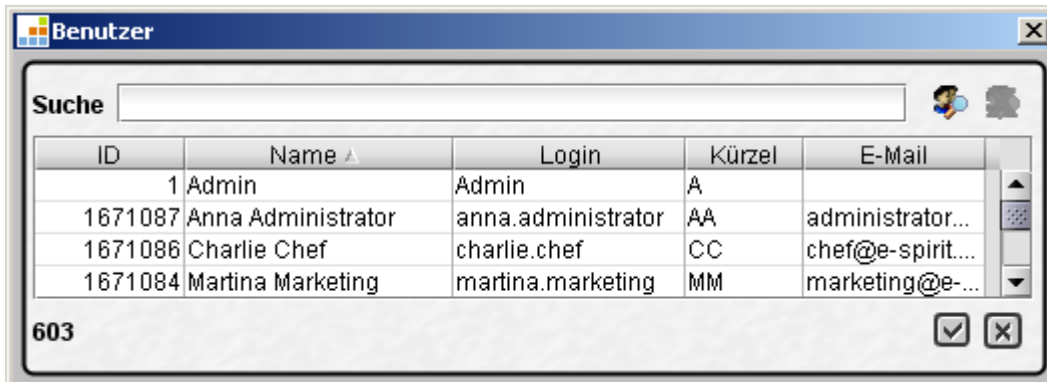 Benutzer
Suche
ID Name Login Kürzel E-Mail
1 Admin Admin A
1671087 Anna Administrator anna.administrator AA administrator...
1671086 Charlie Chef charlie.chef CC chef@e-spirit....
1671084 Martina Marketing martina.marketing MM marketing@e-...
603